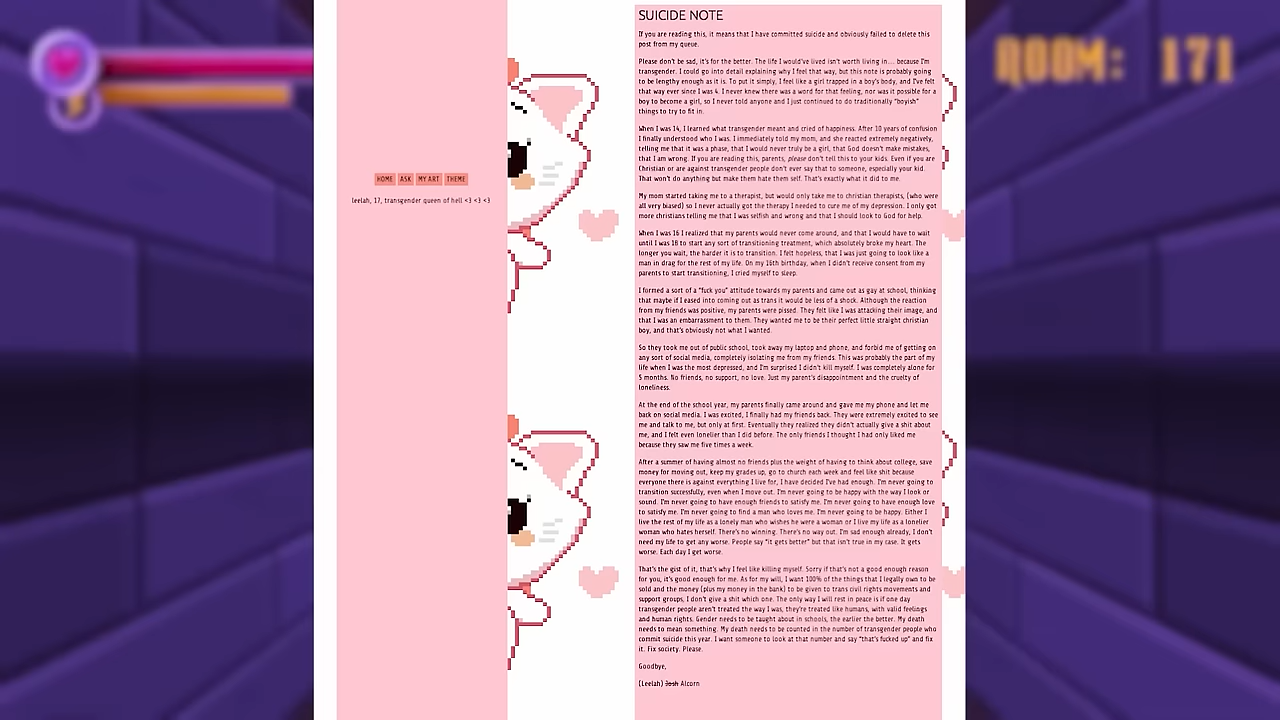 ROOM: 171
HOME ASK MY ART THEME
leelah, 17, transgender queen of hell <3 <3 <3
SUICIDE NOTE
If you are reading this, it means that I have committed suicide and obviously failed to delete this
post from my queue.
Please don't be sad, it's for the better. The life I would've lived isn't worth living in… because I'm
transgender. I could go into detail explaining why I feel that way, but this note is probably going
to be lengthy enough as it is. To put it simply, I feel like a girl trapped in a boy's body, and I've felt
that way ever since I was 4. I never knew there was a word for that feeling, nor was it possible for a
boy to become a girl, so I never told anyone and I just continued to do traditionally "boyish"
things to try to fit in.
When I was 14, I learned what transgender meant and cried of happiness. After 10 years of confusion
I finally understood who I was. I immediately told my mom, and she reacted extremely negatively,
telling me that it was a phase, that I would never truly be a girl, that God doesn't make mistakes,
that I am wrong. If you are reading this, parents, please don't tell this to your kids. Even if you are
Christian or are against transgender people don't ever say that to someone, especially your kid.
That won't do anything but make them hate them self. That's exactly what it did to me.
My mom started taking me to a therapist, but would only take me to christian therapists, (who were
all very biased) so I never actually got the therapy I needed to cure me of my depression. I only got
more christians telling me that I was selfish and wrong and that I should look to God for help.
When I was 16 I realized that my parents would never come around, and that I would have to wait
until I was 18 to start any sort of transitioning treatment, which absolutely broke my heart. The
longer you wait, the harder it is to transition. I felt hopeless, that I was just going to look like a
man in drag for the rest of my life. On my 16th birthday, when I didn't receive consent from my
parents to start transitioning, I cried myself to sleep.
I formed a sort of a "fuck you" attitude towards my parents and came out as gay at school, thinking
that maybe if I eased into coming out as trans it would be less of a shock. Although the reaction
from my friends was positive, my parents were pissed. They felt like I was attacking their image, and
that I was an embarrassment to them. They wanted me to be their perfect little straight christian
boy, and that's obviously not what I wanted.
So they took me out of public school, took away my laptop and phone, and forbid me of getting on
any sort of social media, completely isolating me from my friends. This was probably the part of my
life when I was the most depressed, and I'm surprised I didn't kill myself. I was completely alone for
5 months. No friends, no support, no love. Just my parent's disappointment and the cruelty of
loneliness.
At the end of the school year, my parents finally came around and gave me my phone and let me
back on social media. I was excited, I finally had my friends back. They were extremely excited to see
me and talk to me, but only at first. Eventually they realized they didn't actually give a shit about
me, and I felt even lonelier than I did before. The only friends I thought I had only liked me
because they saw me five times a week.
After a summer of having almost no friends plus the weight of having to think about college, save
money for moving out, keep my grades up, go to church each week and feel like shit because
everyone there is against everything I live for, I have decided I've had enough. I'm never going to
transition successfully, even when I move out. I'm never going to be happy with the way I look or
sound. I'm never going to have enough friends to satisfy me. I'm never going to have enough love
to satisfy me. I'm never going to find a man who loves me. I'm never going to be happy. Either I
live the rest of my life as a lonely man who wishes he were a woman or I live my life as a lonelier
woman who hates herself. There's no winning. There's no way out. I'm sad enough already, I don't
need my life to get any worse. People say "it gets better" but that isn't true in my case. It gets
worse. Each day I get worse.
That's the gist of it, that's why I feel like killing myself. Sorry if that's not a good enough reason
for you, it's good enough for me. As for my will, I want 100% of the things that I legally own to be
sold and the money (plus my money in the bank) to be given to trans civil rights movements and
support groups, I don't give a shit which one. The only way I will rest in peace is if one day
transgender people aren't treated the way I was, they're treated like humans, with valid feelings
and human rights. Gender needs to be taught about in schools, the earlier the better. My death
needs to mean something. My death needs to be counted in the number of transgender people who
commit suicide this year. I want someone to look at that number and say "that's fucked up" and fix
it. Fix society. Please.
Goodbye,
(Leelah) Josh Alcorn